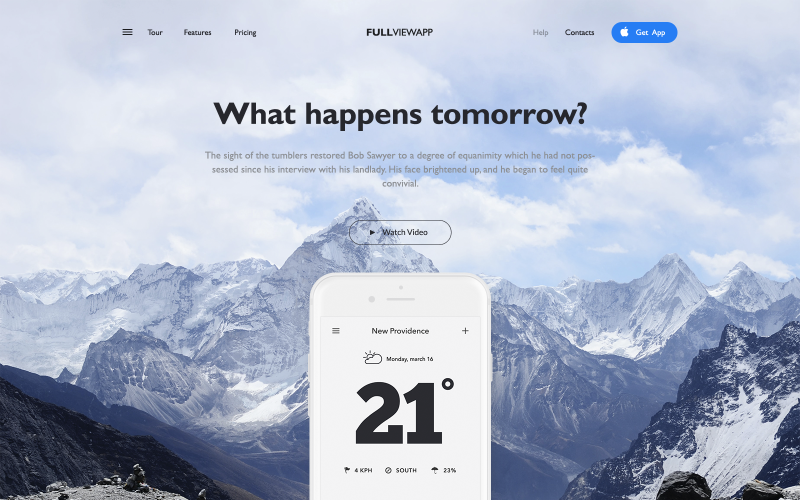 Tour Features Pricing FULLVIEWAPP Help Contacts Get App
What happens tomorrow?
The sight of the tumblers restored Bob Sawyer to a degree of equanimity which he had not pos-
sessed since his interview with his landlady. His face brightened up, and he began to feel quite
convivial.
Watch Video
New Providence
Monday, march 16
21°
4 KPH SOUTH 23%